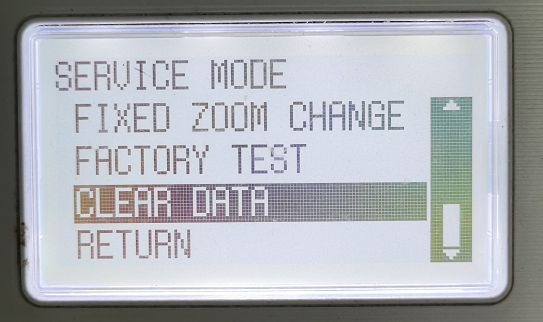 SERVICE MODE
FIXED ZOOM CHANGE
FACTORY TEST
CLEAR DATA
RETURN